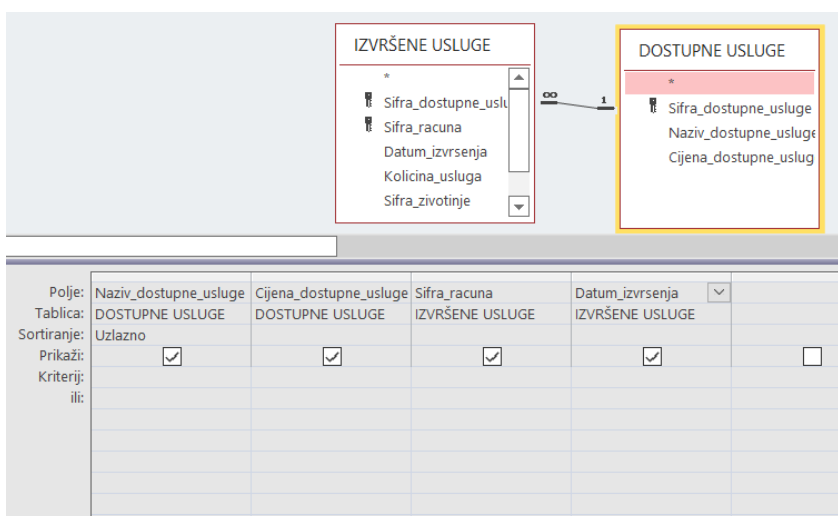 IZVRŠENE USLUGE
*
Sifra_dostupne_uslu
Sifra_racuna
Datum_izvrsenja
Kolicina_usluga
Sifra_zivotinje
∞ 1
DOSTUPNE USLUGE
*
Sifra_dostupne_usluge
Naziv_dostupne_usluge
Cijena_dostupne_uslug
Polje: Naziv_dostupne_usluge Cijena_dostupne_usluge Sifra_racuna Datum_izvrsenja
Tablica: DOSTUPNE USLUGE DOSTUPNE USLUGE IZVRŠENE USLUGE IZVRŠENE USLUGE
Sortiranje: Uzlazno
Prikaži:
Kriterij:
ili: